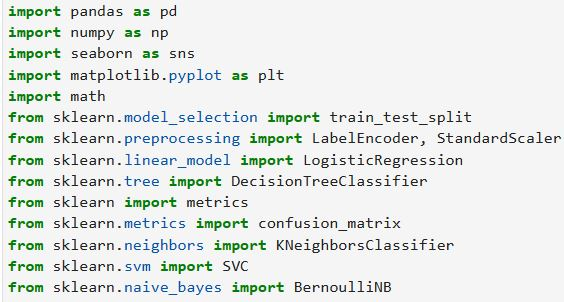 import pandas as pd
import numpy as np
import seaborn as sns
import matplotlib.pyplot as plt
import math
from sklearn.model_selection import train_test_split
from sklearn.preprocessing import LabelEncoder, StandardScaler
from sklearn.linear_model import LogisticRegression
from sklearn.tree import DecisionTreeClassifier
from sklearn import metrics
from sklearn.metrics import confusion_matrix
from sklearn.neighbors import KNeighborsClassifier
from sklearn.svm import SVC
from sklearn.naive_bayes import BernoulliNB